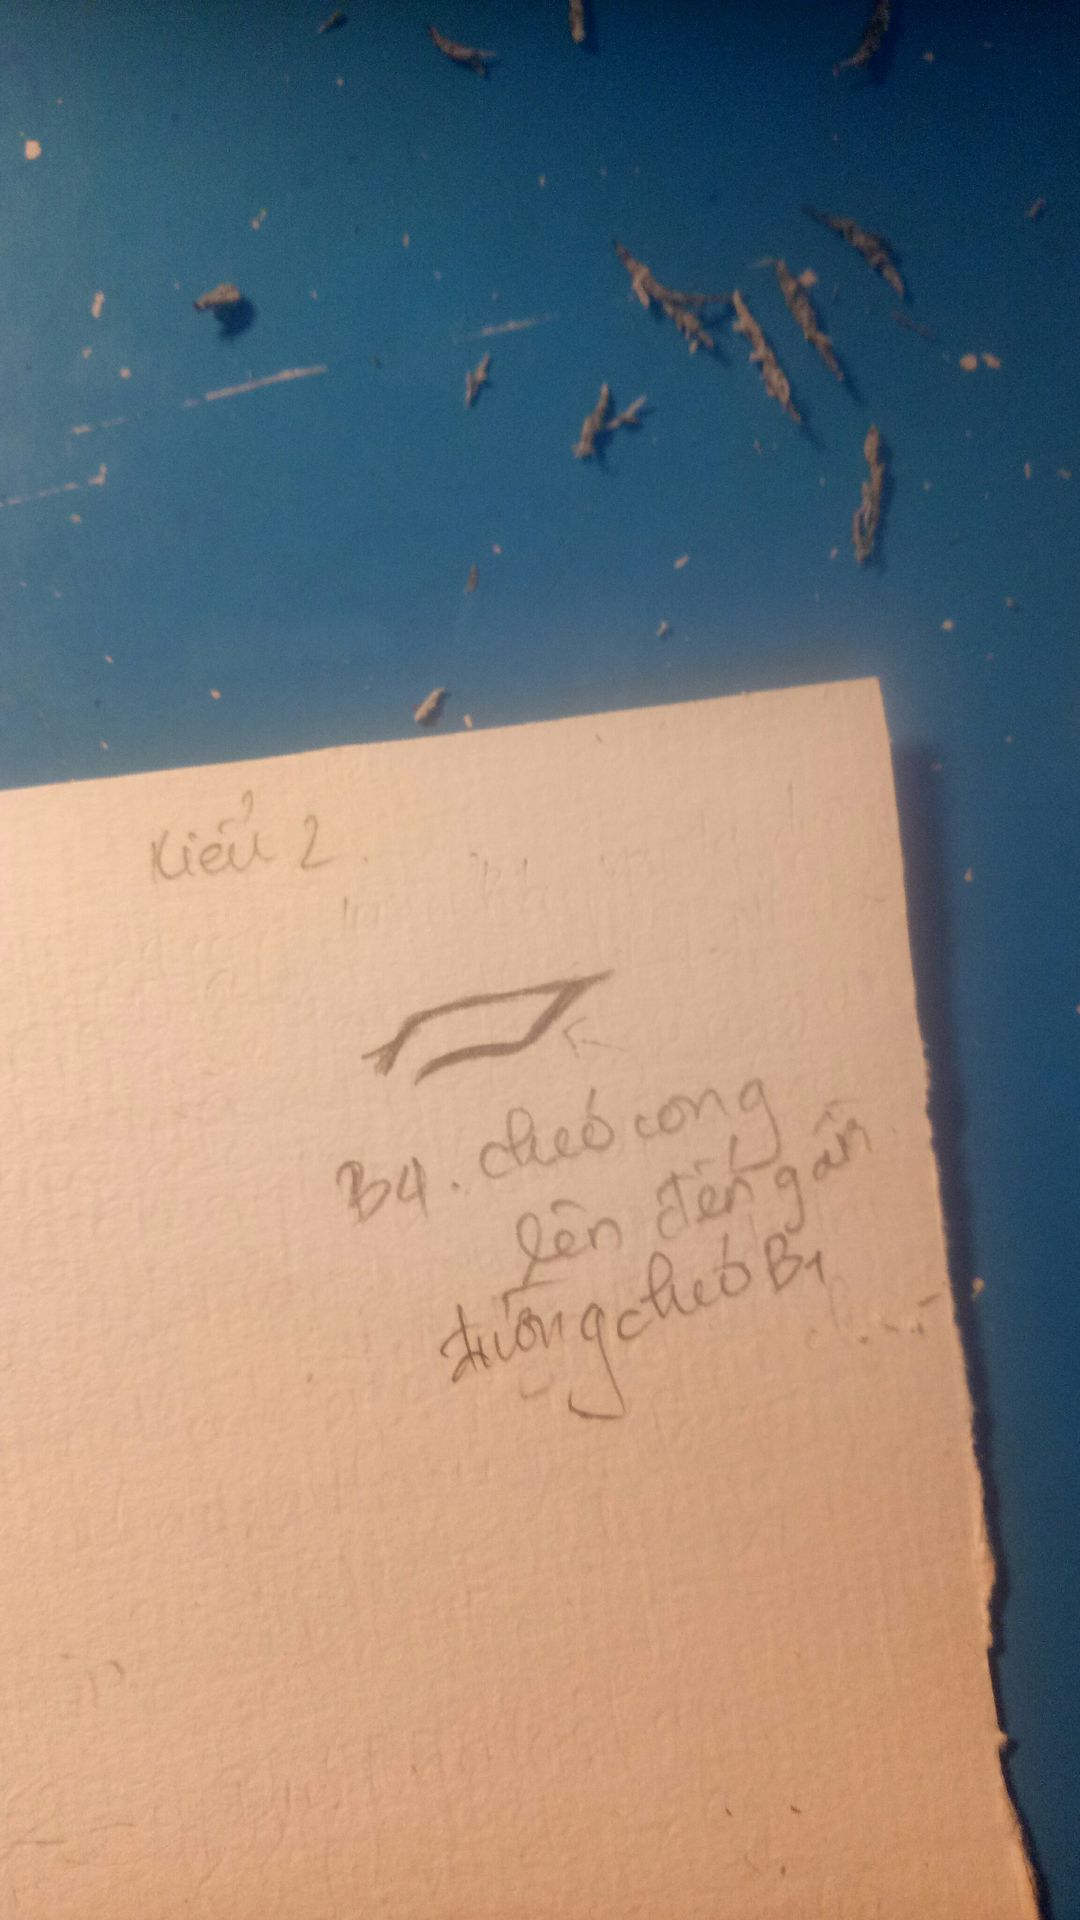 Kiểu 2.
B4. chéo cong
lên đến gần
đường chéo B1